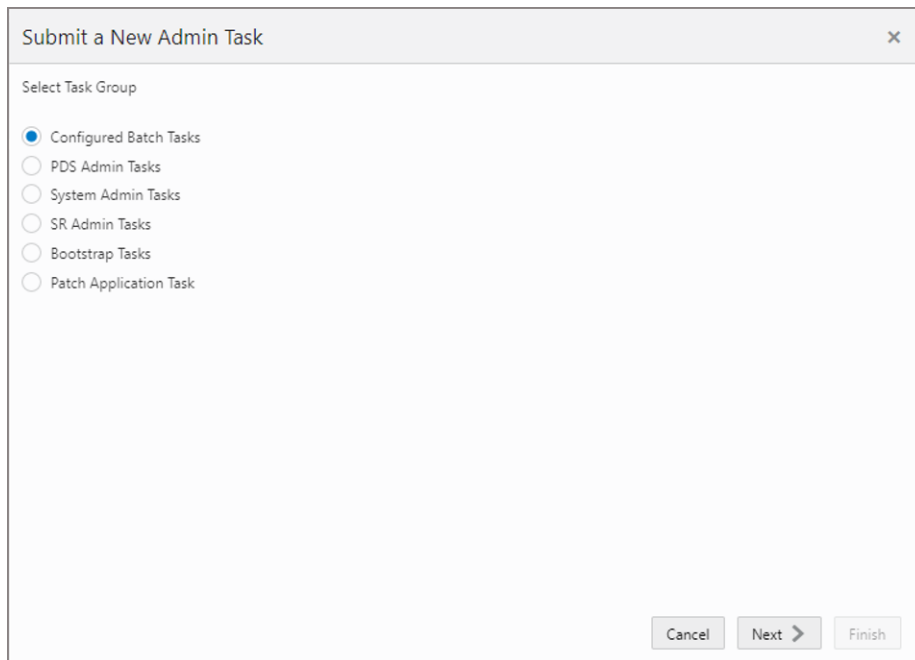 Submit a New Admin Task
Select Task Group
Configured Batch Tasks
PDS Admin Tasks
System Admin Tasks
SR Admin Tasks
Bootstrap Tasks
Patch Application Task
Cancel Next Finish